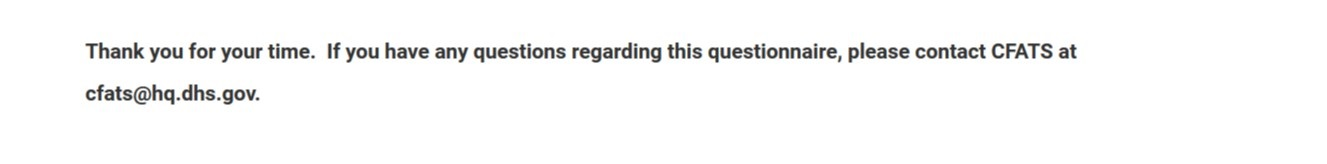 Thank you for your time.  If you have any questions regarding this questionnaire, please contact CFATS at
cfats@hq.dhs.gov.